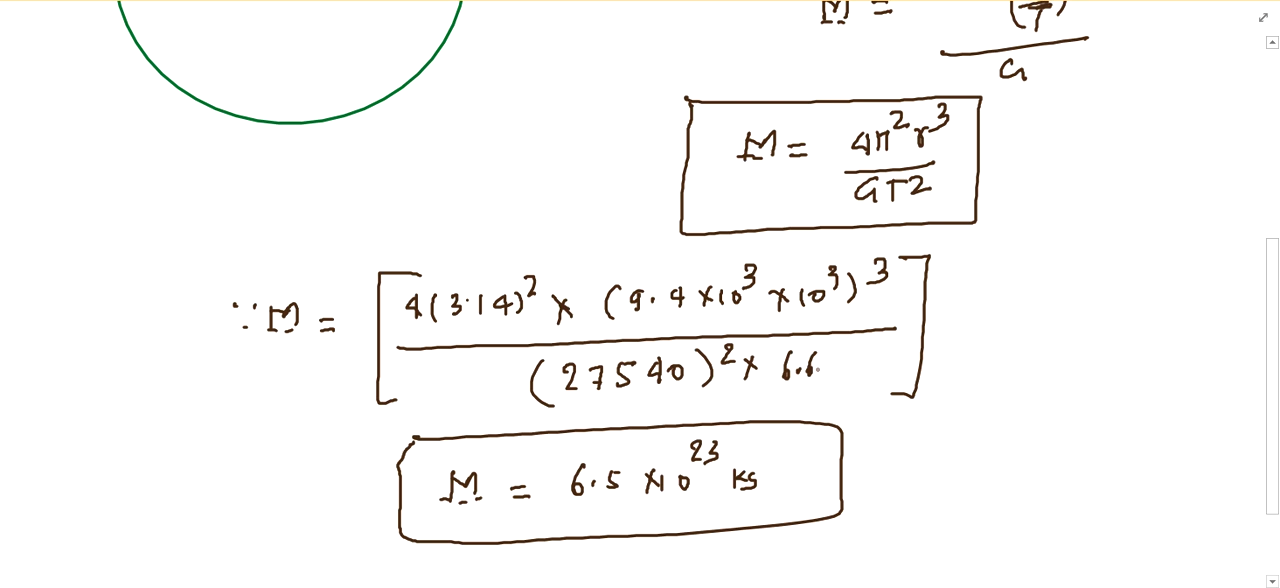 M =
(/T)
G
M = 4π²r³
GT2
∵ M = [ 4(3.14)² × (9.4 ×10³ ×10³)³
(27540)² × 6.6 ]
M = 6.5 ×10²³ kg